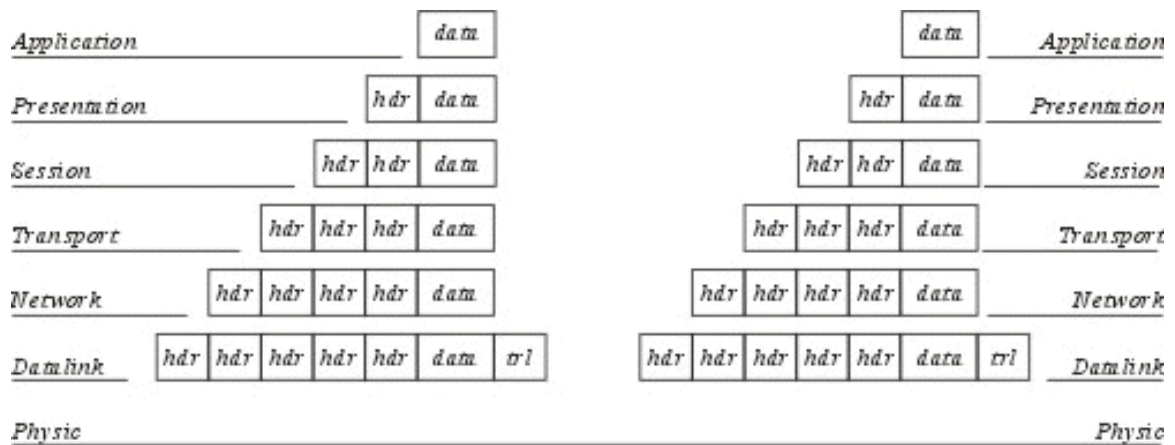 Application data data Application
Presentation hdr data hdr data Presentation
Session hdr hdr data hdr hdr data Session
Transport hdr hdr hdr data hdr hdr hdr data Transport
Network hdr hdr hdr hdr data hdr hdr hdr hdr data Network
Datalink hdr hdr hdr hdr hdr data trl hdr hdr hdr hdr hdr data trl Datalink
Physic Physic